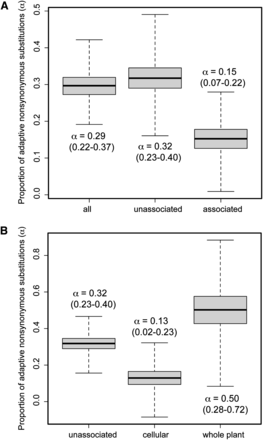 A
Proportion of adaptive nonsynonymous substitutions (α)
0.5
0.4
0.3
0.2
0.1
0.0
α = 0.29
(0.22-0.37)
α = 0.32
(0.23-0.40)
α = 0.15
(0.07-0.22)
all
unassociated
associated
B
Proportion of adaptive nonsynonymous substitutions (α)
0.8
0.6
0.4
0.2
0.0
α = 0.32
(0.23-0.40)
α = 0.13
(0.02-0.23)
α = 0.50
(0.28-0.72)
unassociated
cellular
whole plant